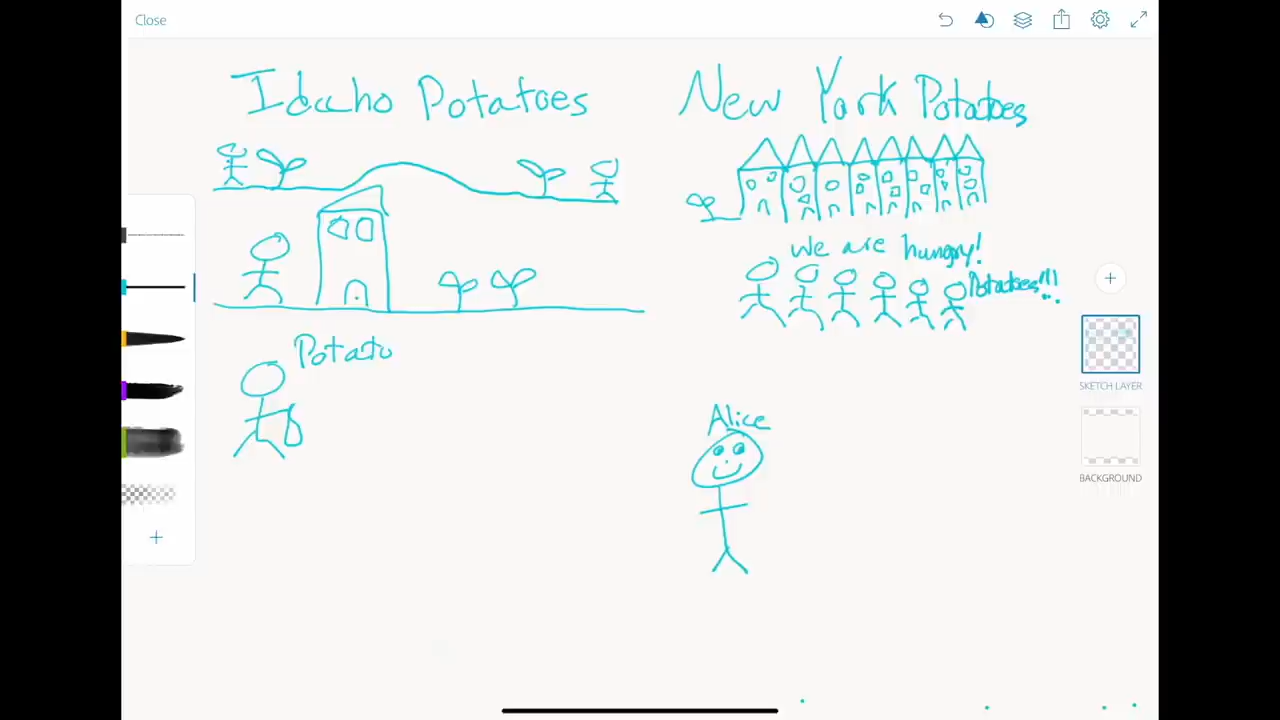 Close
Idaho Potatoes
New York Potatoes
We are hungry!
Potatoes!!!
Potato
Alice
SKETCH LAYER
BACKGROUND